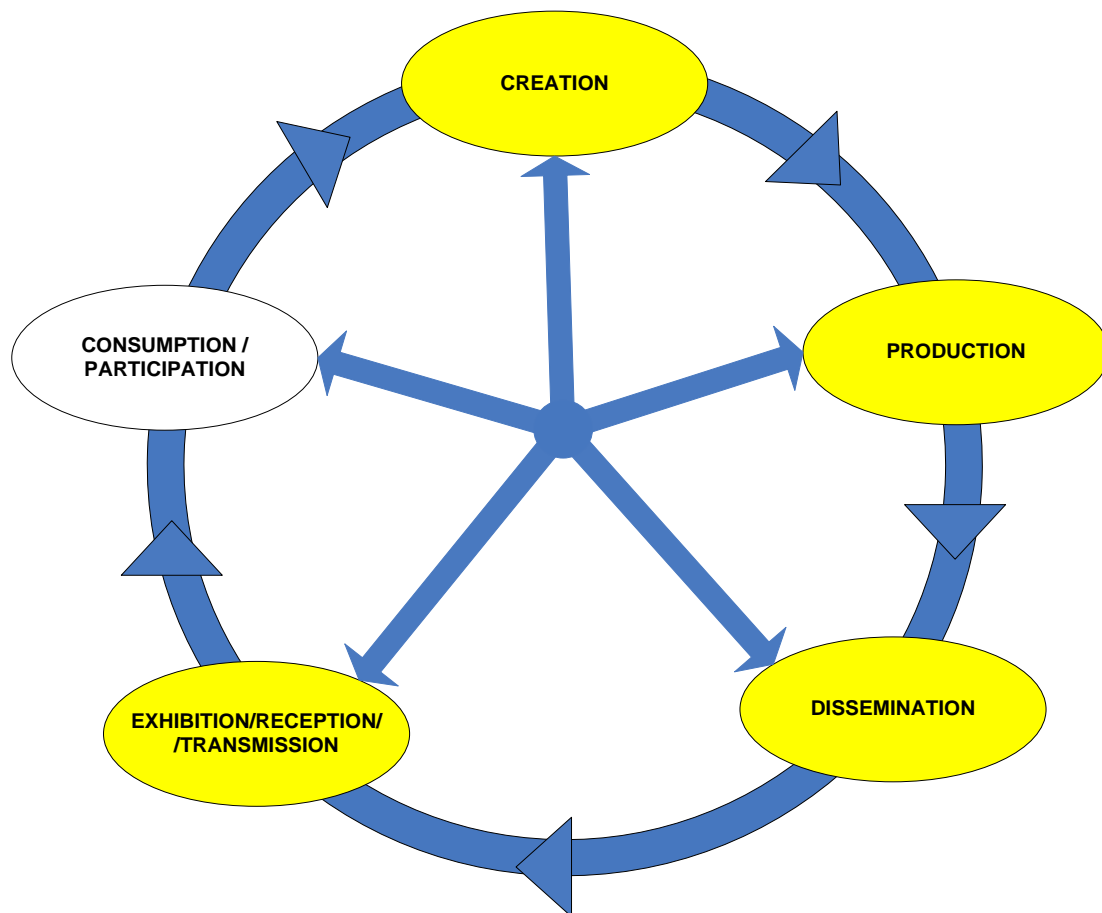 CREATION
PRODUCTION
DISSEMINATION
EXHIBITION/RECEPTION/
/TRANSMISSION
CONSUMPTION /
PARTICIPATION